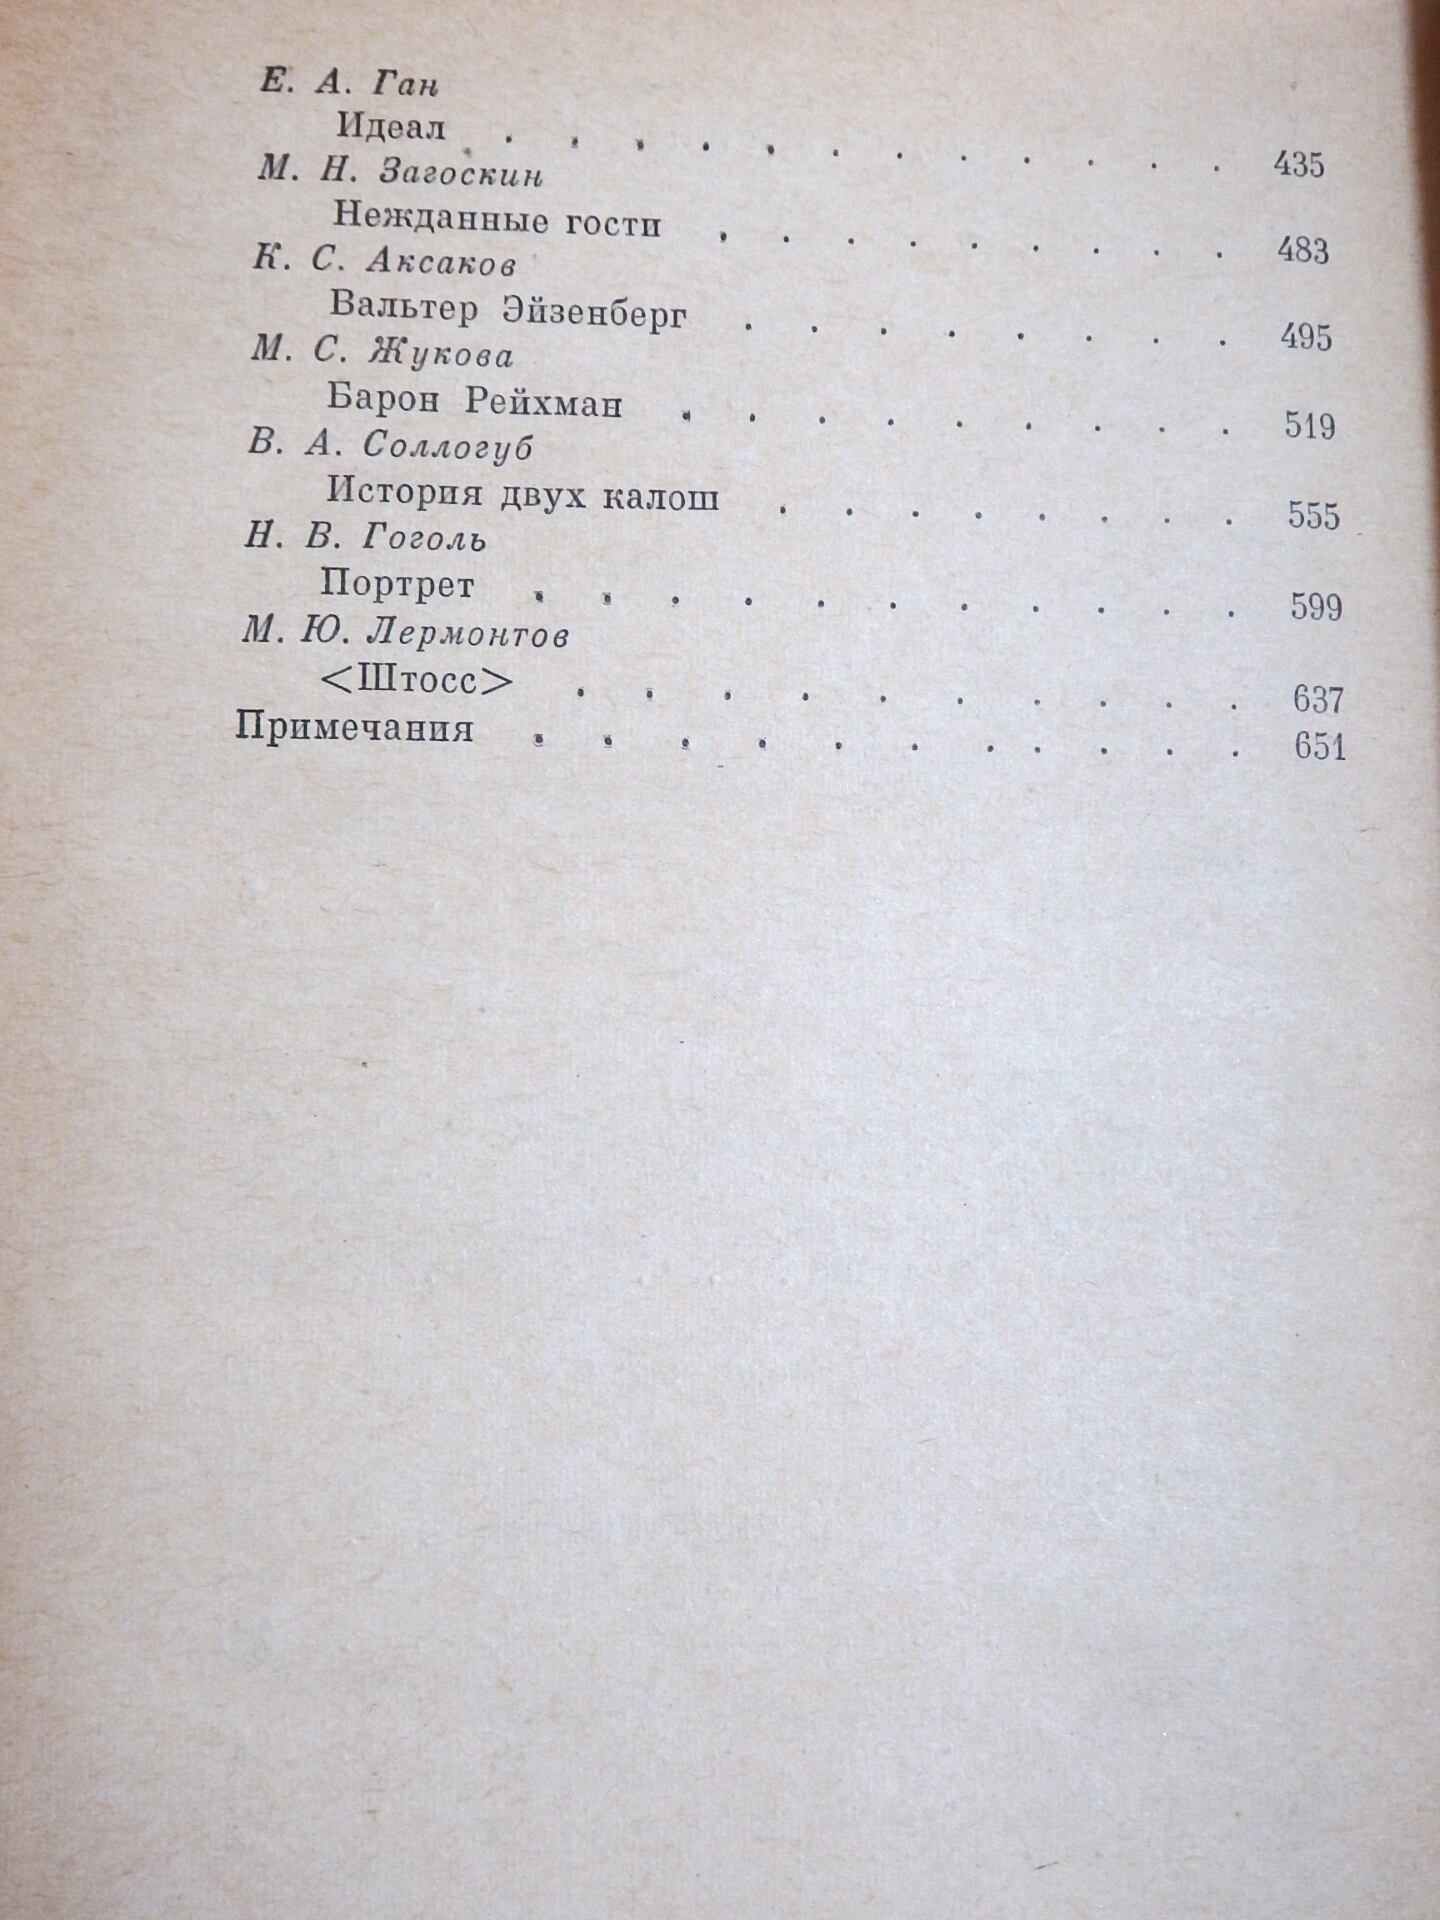 Е. А. Ган
Идеал . . . . . . . . . . . . 435
М. Н. Загоскин
Нежданные гости . . . . . . . . . 483
К. С. Аксаков
Вальтер Эйзенберг . . . . . . . . 495
М. С. Жукова
Барон Рейхман . . . . . . . . . 519
В. А. Соллогуб
История двух калош . . . . . . . . 555
Н. В. Гоголь
Портрет . . . . . . . . . . . 599
М. Ю. Лермонтов
<Штосс> . . . . . . . . . . 637
Примечания . . . . . . . . . . . 651